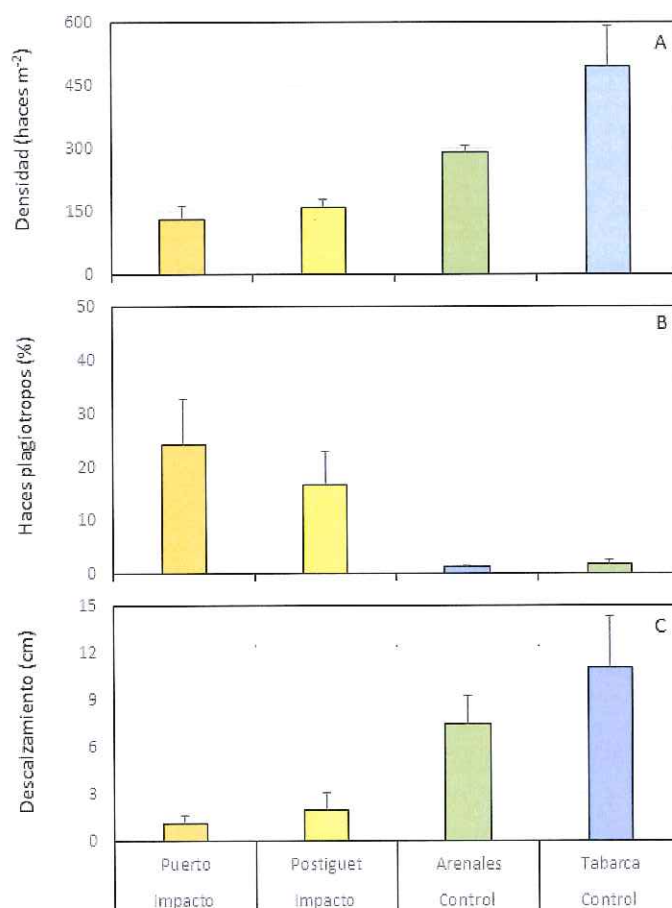 600
450
300
150
0
Densidad (haces m-2)
A
50
40
30
20
10
0
Haces plagiotropos (%)
B
15
12
9
6
3
0
Descalzamiento (cm)
C
Puerto Postiguet Arenales Tabarca
Impacto Impacto Control Control